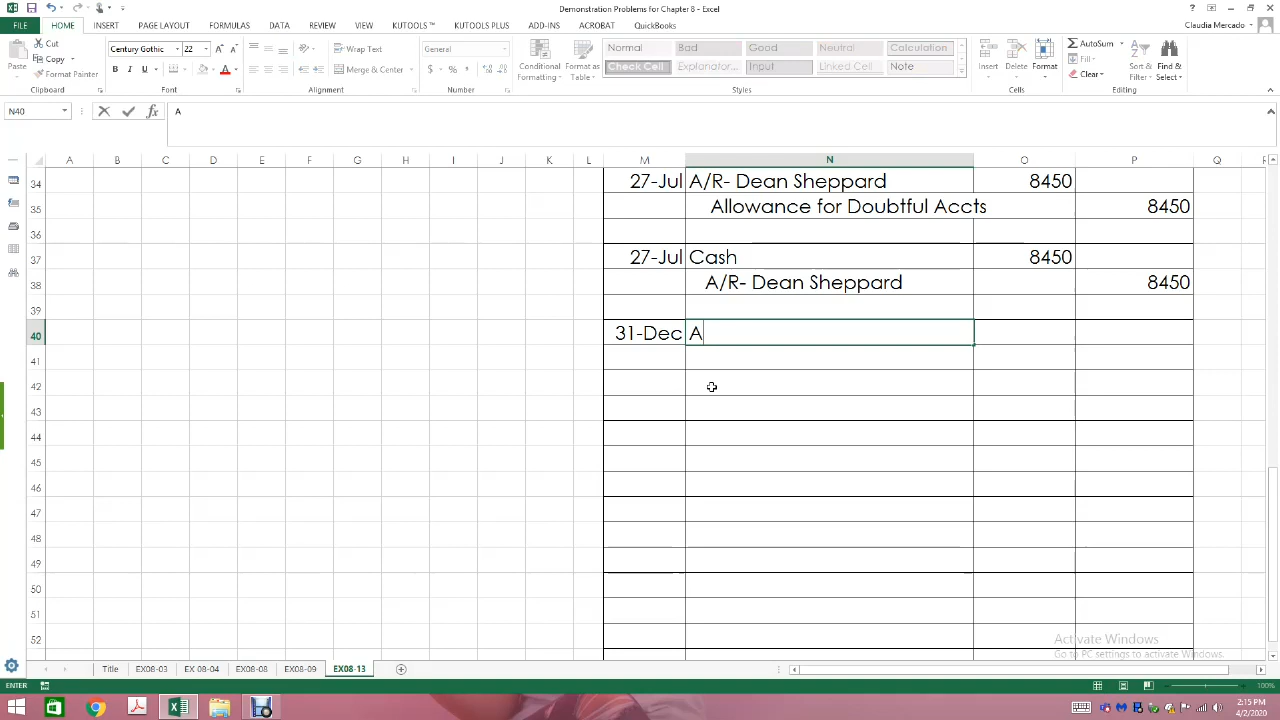 Demonstration Problems for Chapter 8 - Excel
FILE HOME INSERT PAGE LAYOUT FORMULAS DATA REVIEW VIEW KUTOOLS ™ KUTOOLS PLUS ADD-INS ACROBAT QuickBooks Claudia Mercado
Cut
Copy
Format Painter
Paste
Clipboard
Century Gothic 22
B I U
Font
Wrap Text
Merge & Center
Alignment
General
$ % ,
Number
Conditional Formatting
Format as Table
Normal Bad Good Neutral Calculation
Check Cell Explanatory... Input Linked Cell Note
Styles
Insert Delete Format
Cells
AutoSum
Fill
Clear
Sort & Filter
Find & Select
Editing
N40 fx A
A B C D E F G H I J K L M N O P Q
34 27-Jul A/R- Dean Sheppard 8450
35 Allowance for Doubtful Accts 8450
36
37 27-Jul Cash 8450
38 A/R- Dean Sheppard 8450
39
40 31-Dec A
41
42
43
44
45
46
47
48
49
50
51
52
Activate Windows
Go to PC settings to activate Windows.
Title EX08-03 EX 08-04 EX08-08 EX08-09 EX08-13
ENTER 100%
2:15 PM
4/2/2020